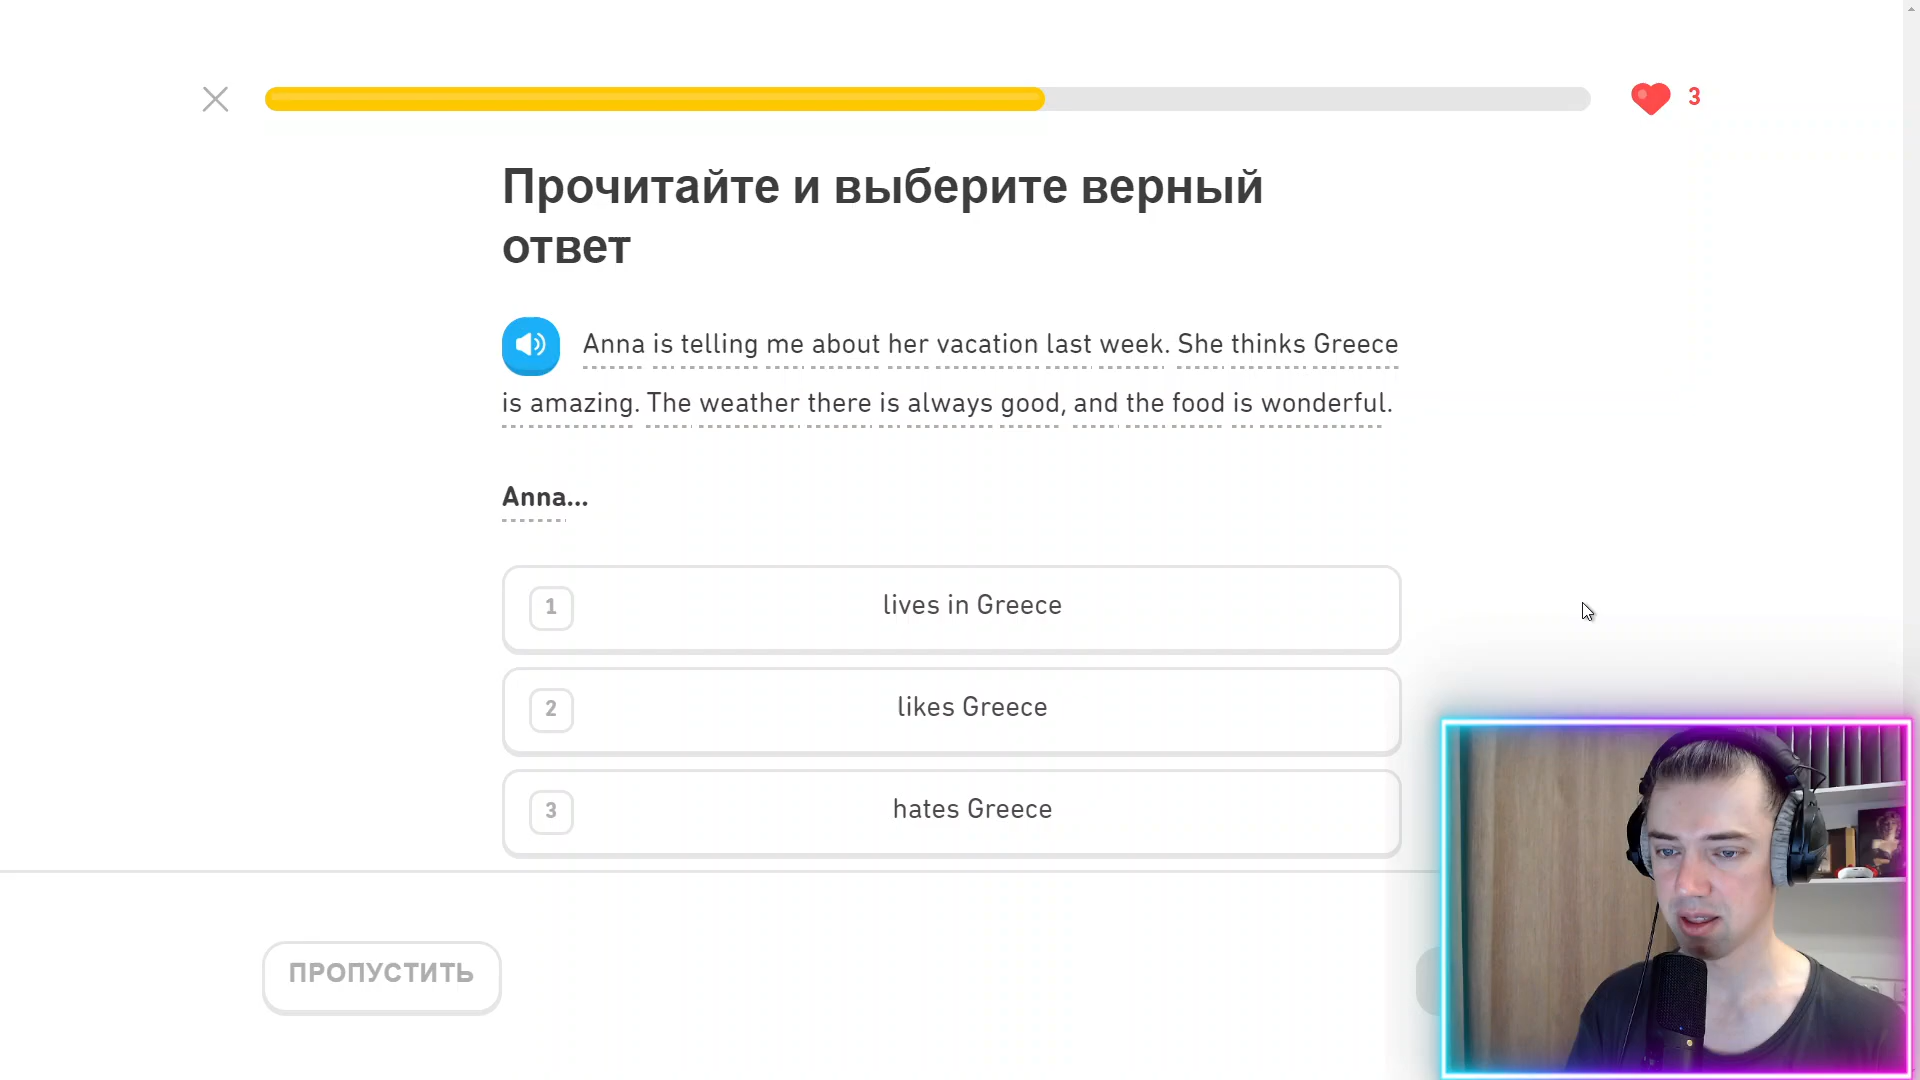 3
Прочитайте и выберите верный
ответ
Anna is telling me about her vacation last week. She thinks Greece
is amazing. The weather there is always good, and the food is wonderful.
Anna...
1 lives in Greece
2 likes Greece
3 hates Greece
ПРОПУСТИТЬ